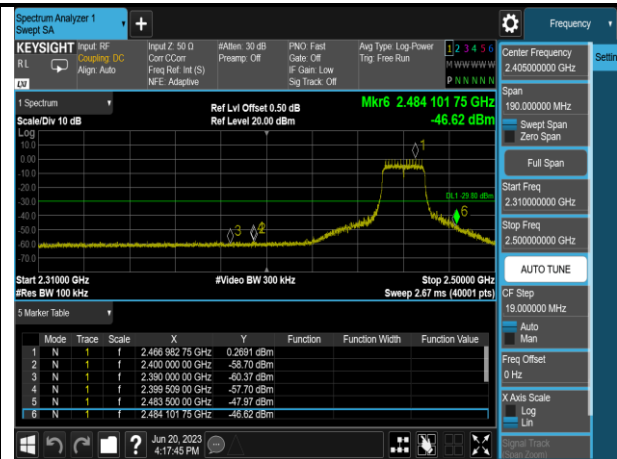 Spectrum Analyzer 1
Swept SA
+
Frequency
KEYSIGHT
RL
LXI
Input: RF
Coupling: DC
Align: Auto
Input Z: 50 Ω
Corr CCorr
Freq Ref: Int (S)
NFE: Adaptive
#Atten: 30 dB
Preamp: Off
PNO: Fast
Gate: Off
IF Gain: Low
Sig Track: Off
Avg Type: Log-Power
Trig: Free Run
1 2 3 4 5 6
M W W W W W
P N N N N N
Center Frequency
2.405000000 GHz
Settin
1 Spectrum
Scale/Div 10 dB
Ref Lvl Offset 0.50 dB
Ref Level 20.00 dBm
Mkr6 2.484 101 75 GHz
-46.62 dBm
Span
190.000000 MHz
Swept Span
Zero Span
Full Span
Log
10.0
0.00
-10.0
-20.0
-30.0
-40.0
-50.0
-60.0
-70.0
1
DL1 -29.80 dBm
6
3
2
Start Freq
2.310000000 GHz
Stop Freq
2.500000000 GHz
AUTO TUNE
Start 2.31000 GHz
#Res BW 100 kHz
#Video BW 300 kHz
Stop 2.50000 GHz
Sweep 2.67 ms (40001 pts)
CF Step
19.000000 MHz
Auto
Man
5 Marker Table
Mode Trace Scale X Y Function Function Width Function Value
1 N 1 f 2.466 982 75 GHz 0.2691 dBm
2 N 1 f 2.400 000 00 GHz -58.70 dBm
3 N 1 f 2.390 000 00 GHz -60.37 dBm
4 N 1 f 2.399 509 00 GHz -57.70 dBm
5 N 1 f 2.483 500 00 GHz -47.97 dBm
6 N 1 f 2.484 101 75 GHz -46.62 dBm
Freq Offset
0 Hz
X Axis Scale
Log
Lin
Signal Track
(Span Zoom)
?
Jun 20, 2023
4:17:45 PM